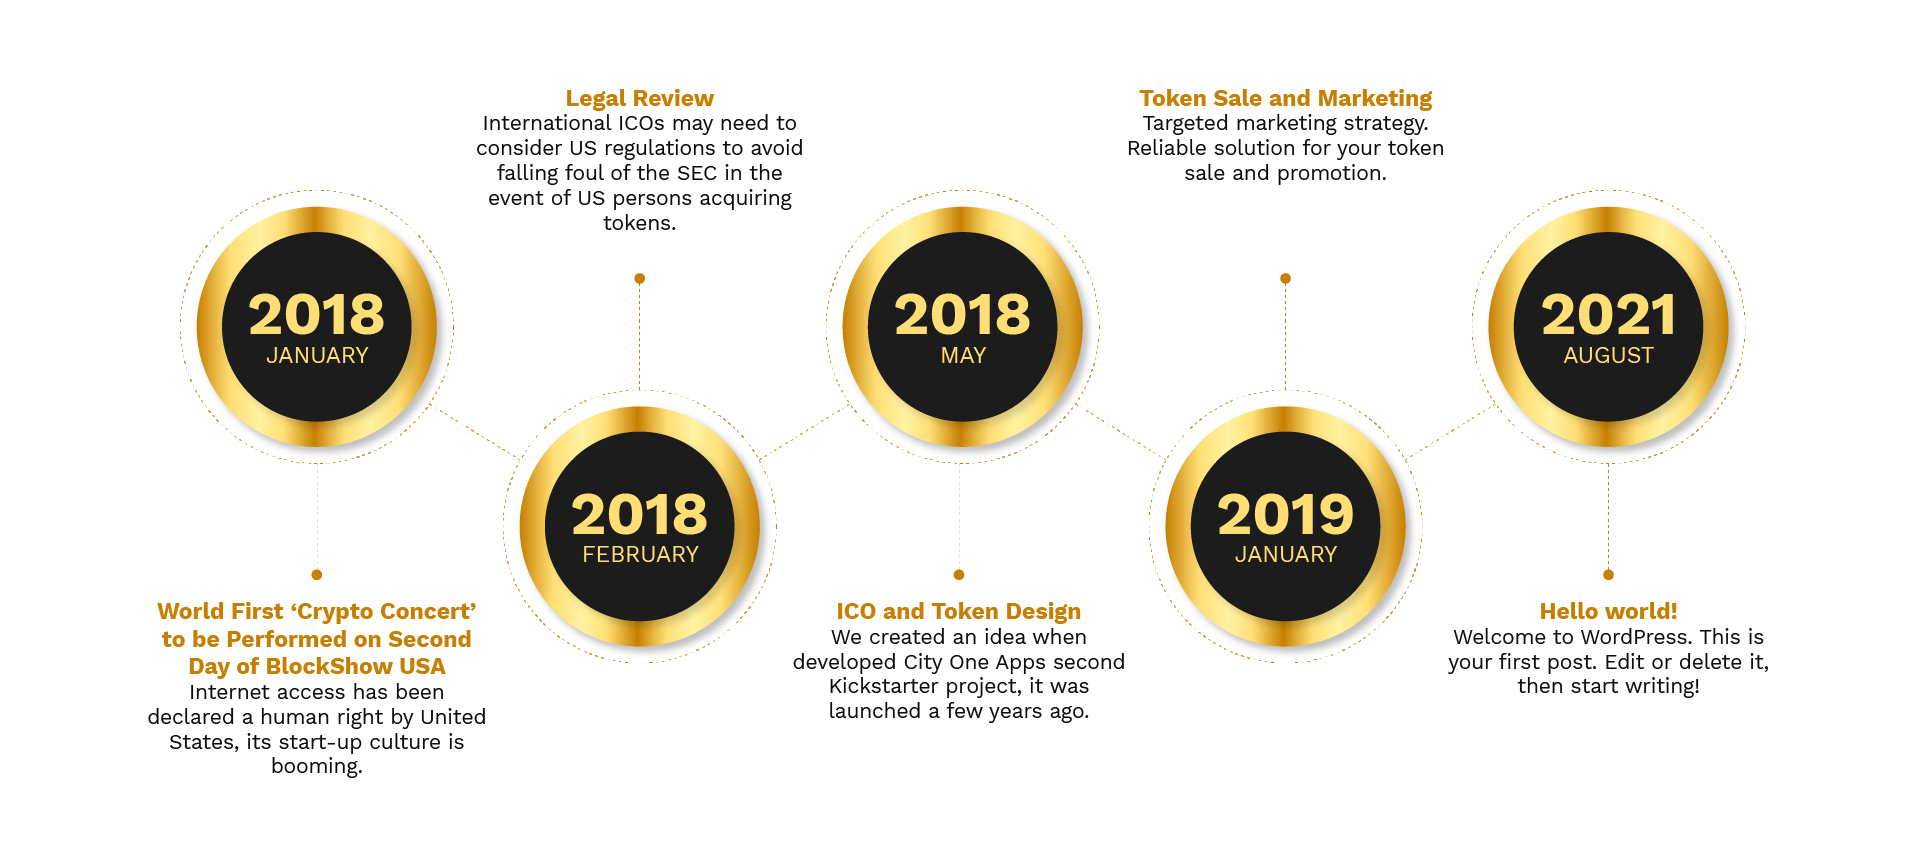 2018
JANUARY
World First ‘Crypto Concert’
to be Performed on Second
Day of BlockShow USA
Internet access has been
declared a human right by United
States, its start-up culture is
booming.
Legal Review
International ICOs may need to
consider US regulations to avoid
falling foul of the SEC in the
event of US persons acquiring
tokens.
2018
FEBRUARY
2018
MAY
ICO and Token Design
We created an idea when
developed City One Apps second
Kickstarter project, it was
launched a few years ago.
Token Sale and Marketing
Targeted marketing strategy.
Reliable solution for your token
sale and promotion.
2019
JANUARY
2021
AUGUST
Hello world!
Welcome to WordPress. This is
your first post. Edit or delete it,
then start writing!